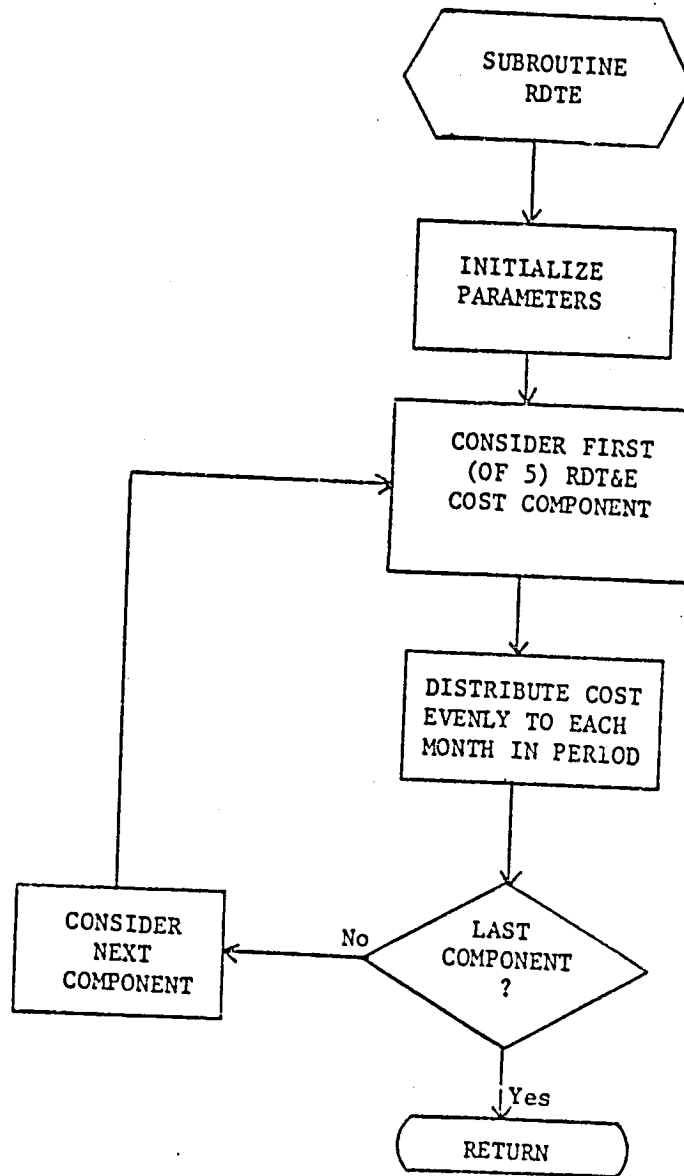 SUBROUTINE
RDTE
INITIALIZE
PARAMETERS
CONSIDER FIRST
(OF 5) RDT&E
COST COMPONENT
DISTRIBUTE COST
EVENLY TO EACH
MONTH IN PERIOD
LAST
COMPONENT
?
No
CONSIDER
NEXT
COMPONENT
Yes
RETURN